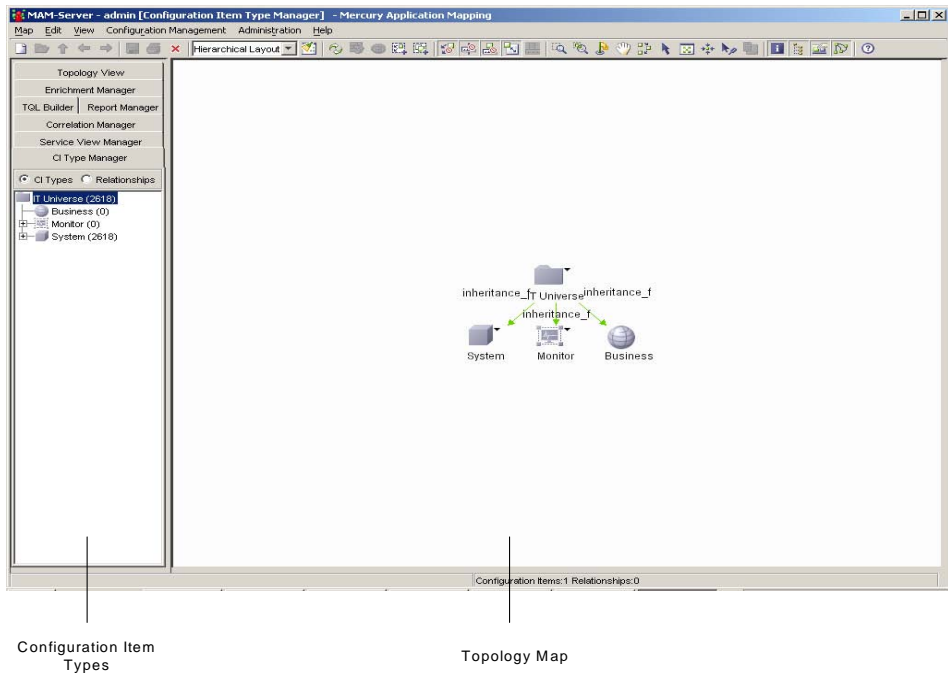 MAM-Server - admin [Configuration Item Type Manager] - Mercury Application Mapping
Map Edit View Configuration Management Administration Help
Hierarchical Layout
Topology View
Enrichment Manager
TQL Builder Report Manager
Correlation Manager
Service View Manager
CI Type Manager
CI Types Relationships
IT Universe (2618)
Business (0)
Monitor (0)
System (2618)
inheritance_f IT Universe inheritance_f
inheritance_f
System Monitor Business
Configuration Items:1 Relationships:0
Configuration Item
Types
Topology Map